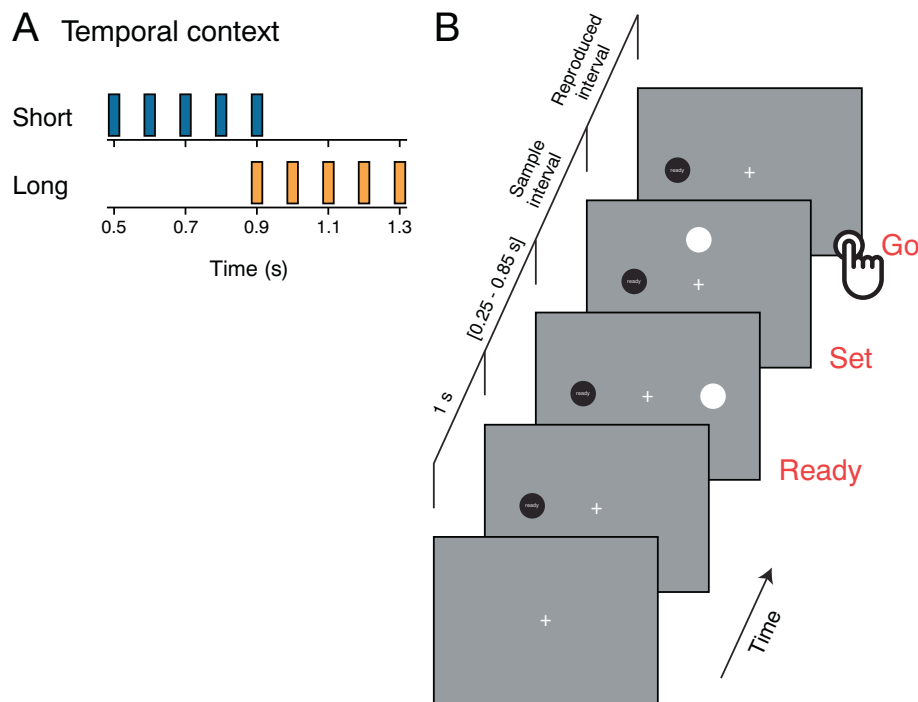 A Temporal context
Short
Long
0.5 0.7 0.9 1.1 1.3
Time (s)
B
1 s
[0.25 - 0.85 s]
Sample
interval
Reproduced
interval
ready
Go
ready
Set
ready
Ready
ready
Time